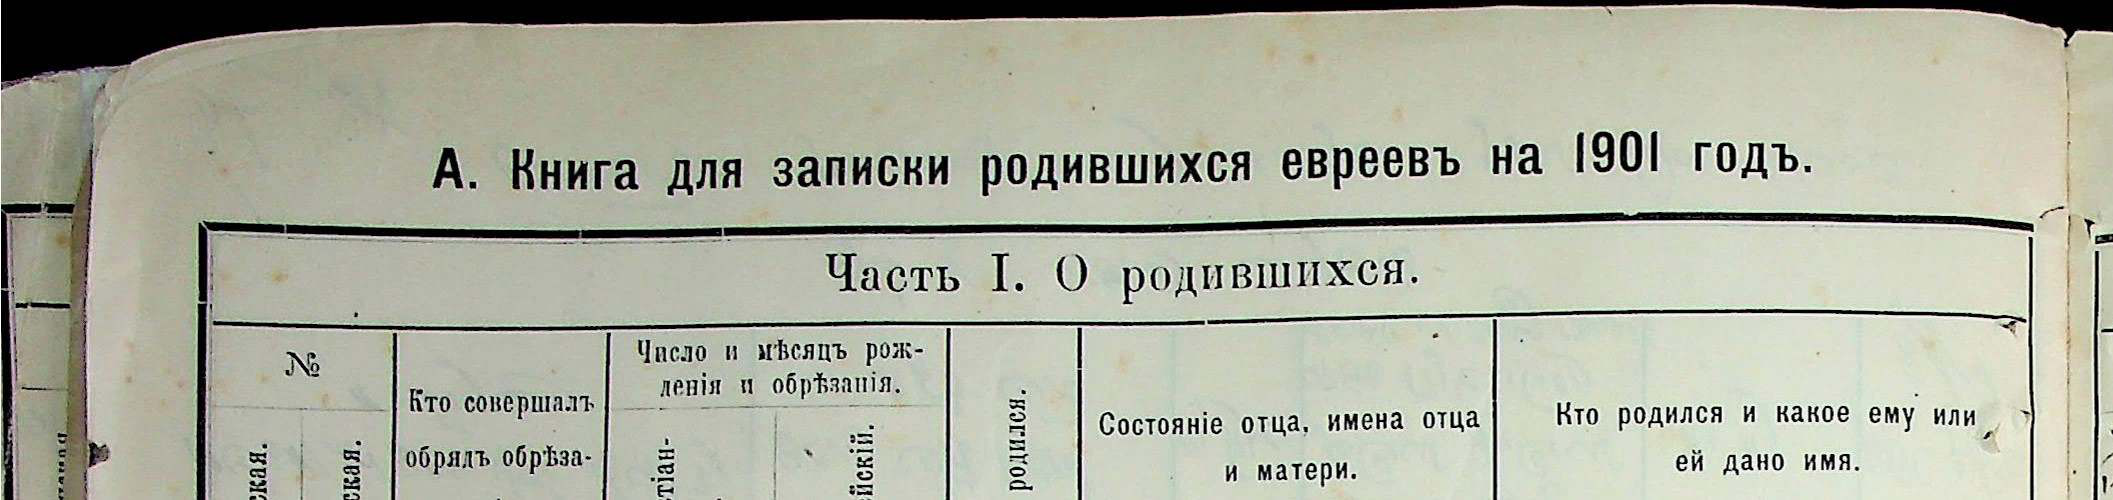 А. Книга для записки родившихся евреевъ на 1901 годъ.
Часть I. О родившихся.
№
Кто совершалъ
обрядъ обрѣза-
Число и мѣсяцъ рож-
денія и обрѣзанія.
родился.
Состояніе отца, имена отца
и матери.
Кто родился и какое ему или
ей дано имя.